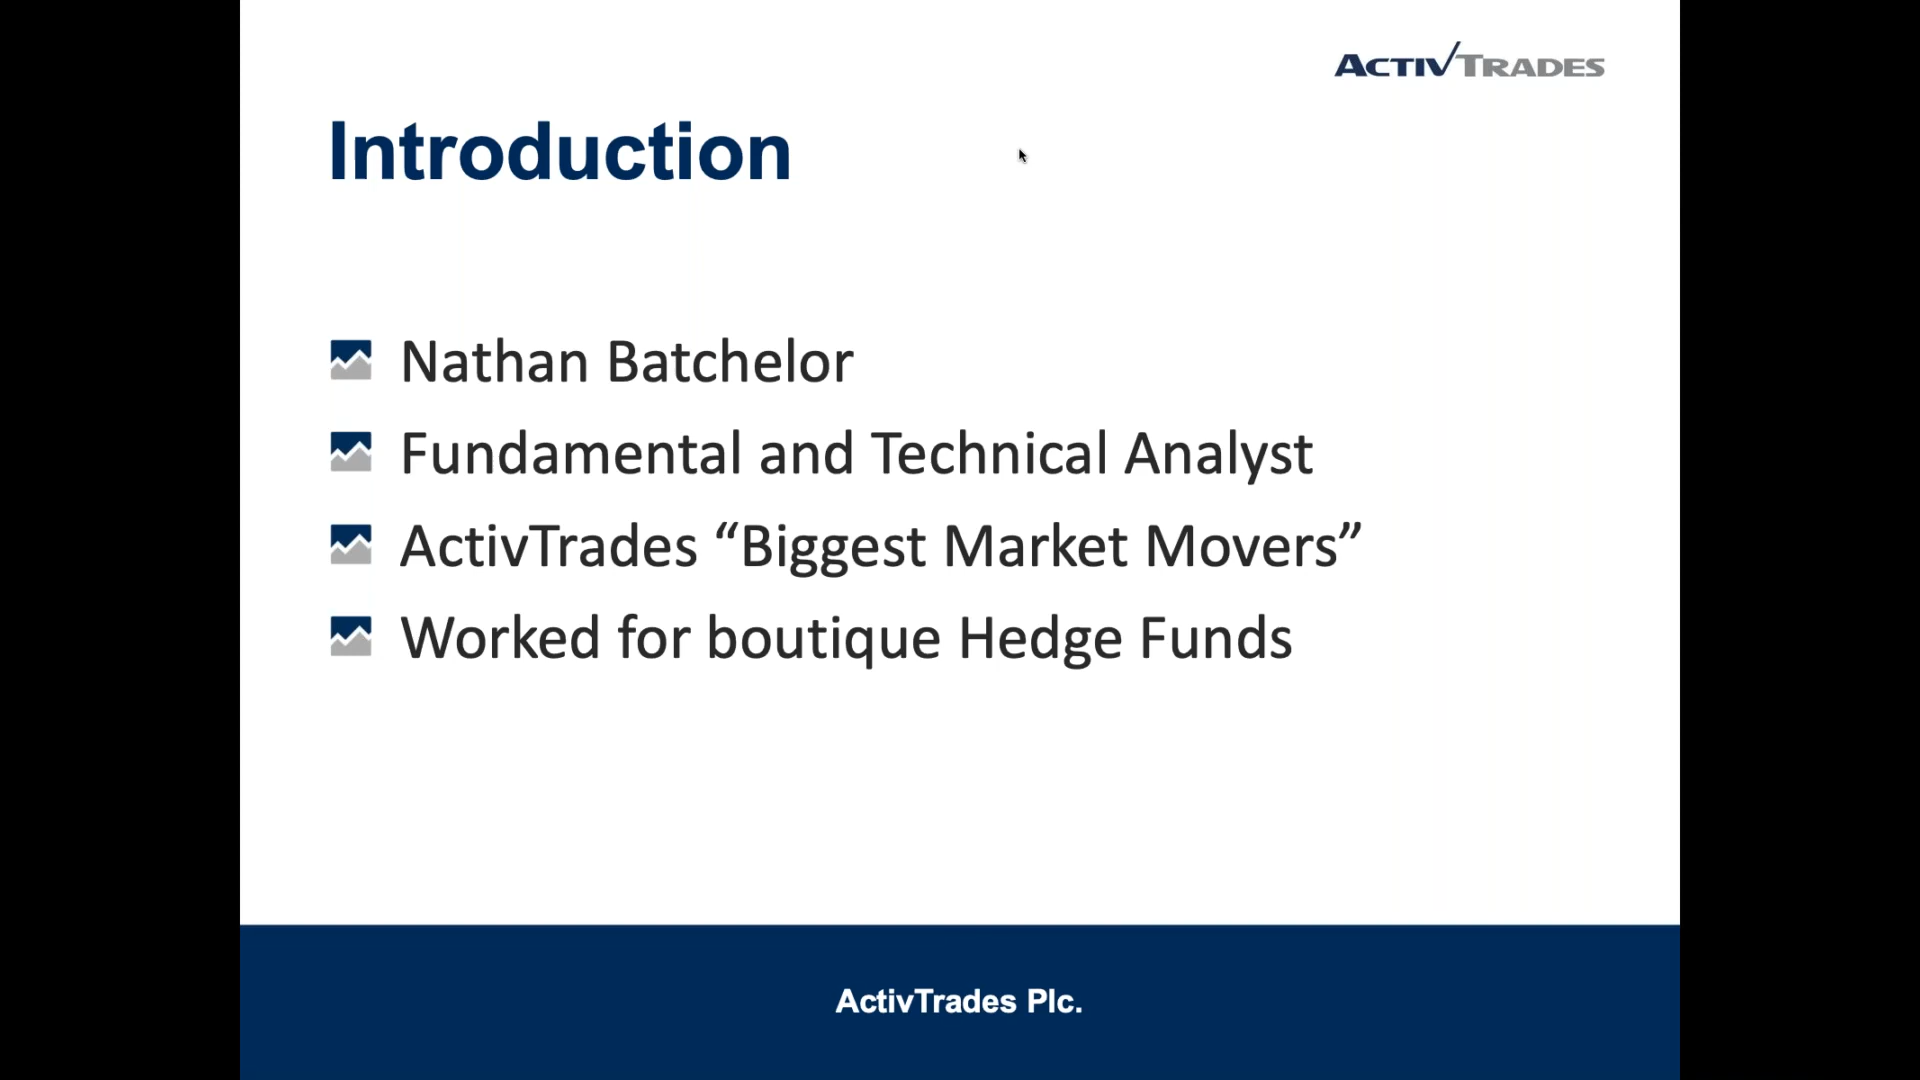 ACTIVTRADES
Introduction
Nathan Batchelor
Fundamental and Technical Analyst
ActivTrades “Biggest Market Movers”
Worked for boutique Hedge Funds
ActivTrades Plc.